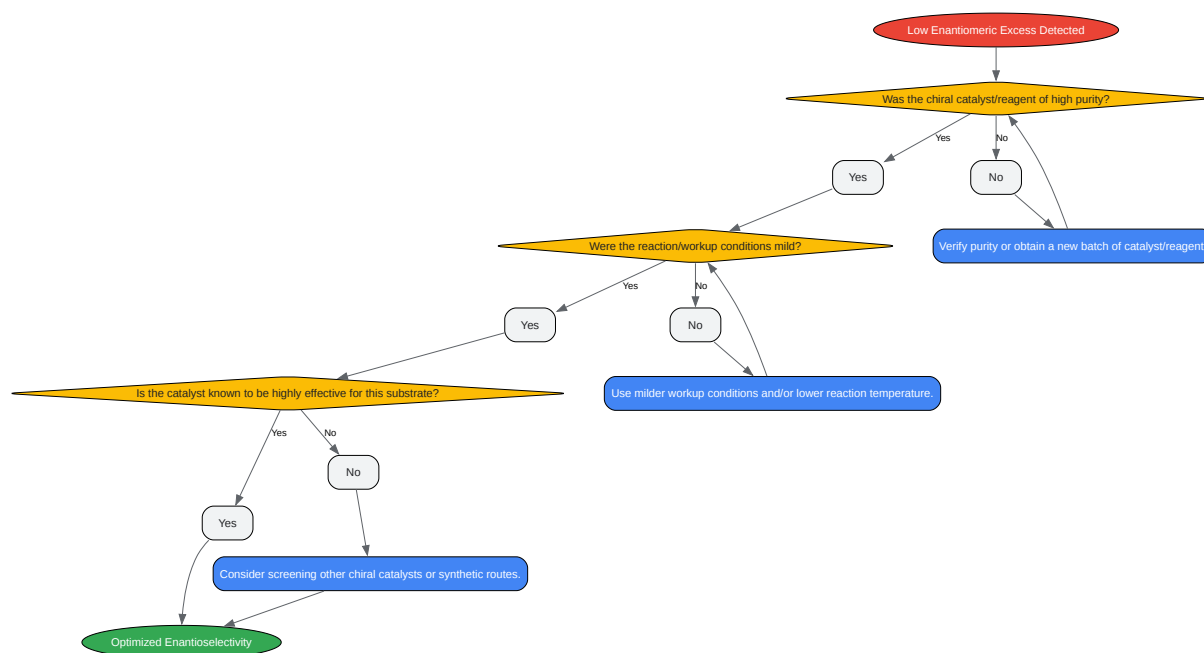 Low Enantiomeric Excess Detected
Was the chiral catalyst/reagent of high purity?
Yes
No
Yes
No
Verify purity or obtain a new batch of catalyst/reagent
Were the reaction/workup conditions mild?
Yes
No
Yes
No
Use milder workup conditions and/or lower reaction temperature.
Is the catalyst known to be highly effective for this substrate?
Yes
No
No
Yes
Consider screening other chiral catalysts or synthetic routes.
Optimized Enantioselectivity